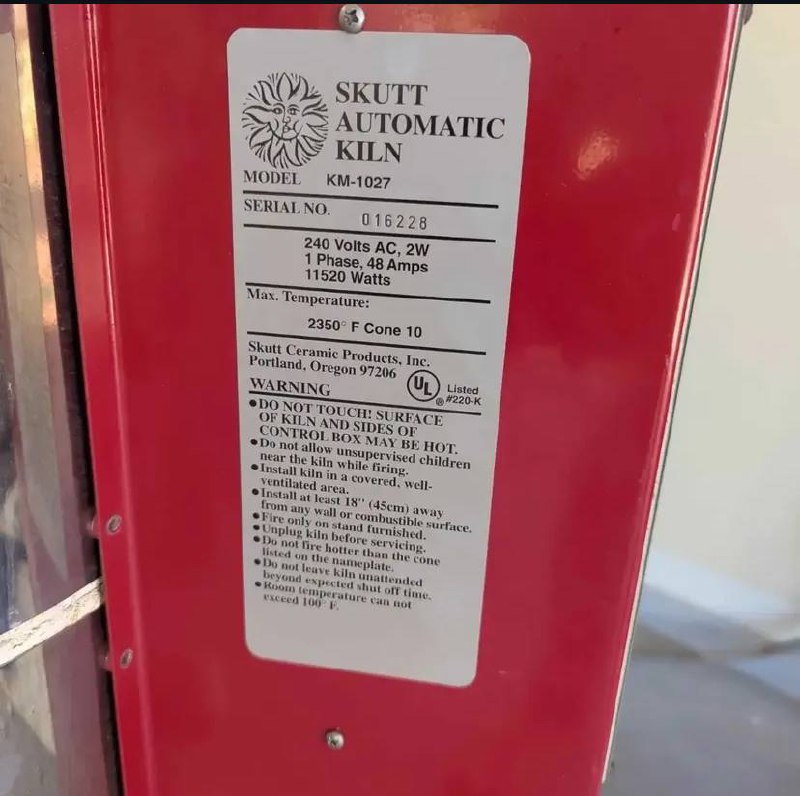 SKUTT
AUTOMATIC
KILN
MODEL KM-1027
SERIAL NO. 016228
240 Volts AC, 2W
1 Phase, 48 Amps
11520 Watts
Max. Temperature:
2350° F Cone 10
Skutt Ceramic Products, Inc.
Portland, Oregon 97206
UL ® Listed
#220-K
WARNING
•DO NOT TOUCH! SURFACE
OF KILN AND SIDES OF
CONTROL BOX MAY BE HOT.
•Do not allow unsupervised children
near the kiln while firing.
•Install kiln in a covered, well-
ventilated area.
•Install at least 18" (45cm) away
from any wall or combustible surface.
•Fire only on stand furnished.
•Unplug kiln before servicing.
•Do not fire hotter than the cone
listed on the nameplate.
•Do not leave kiln unattended
beyond expected shut off time.
•Room temperature can not
exceed 100° F.